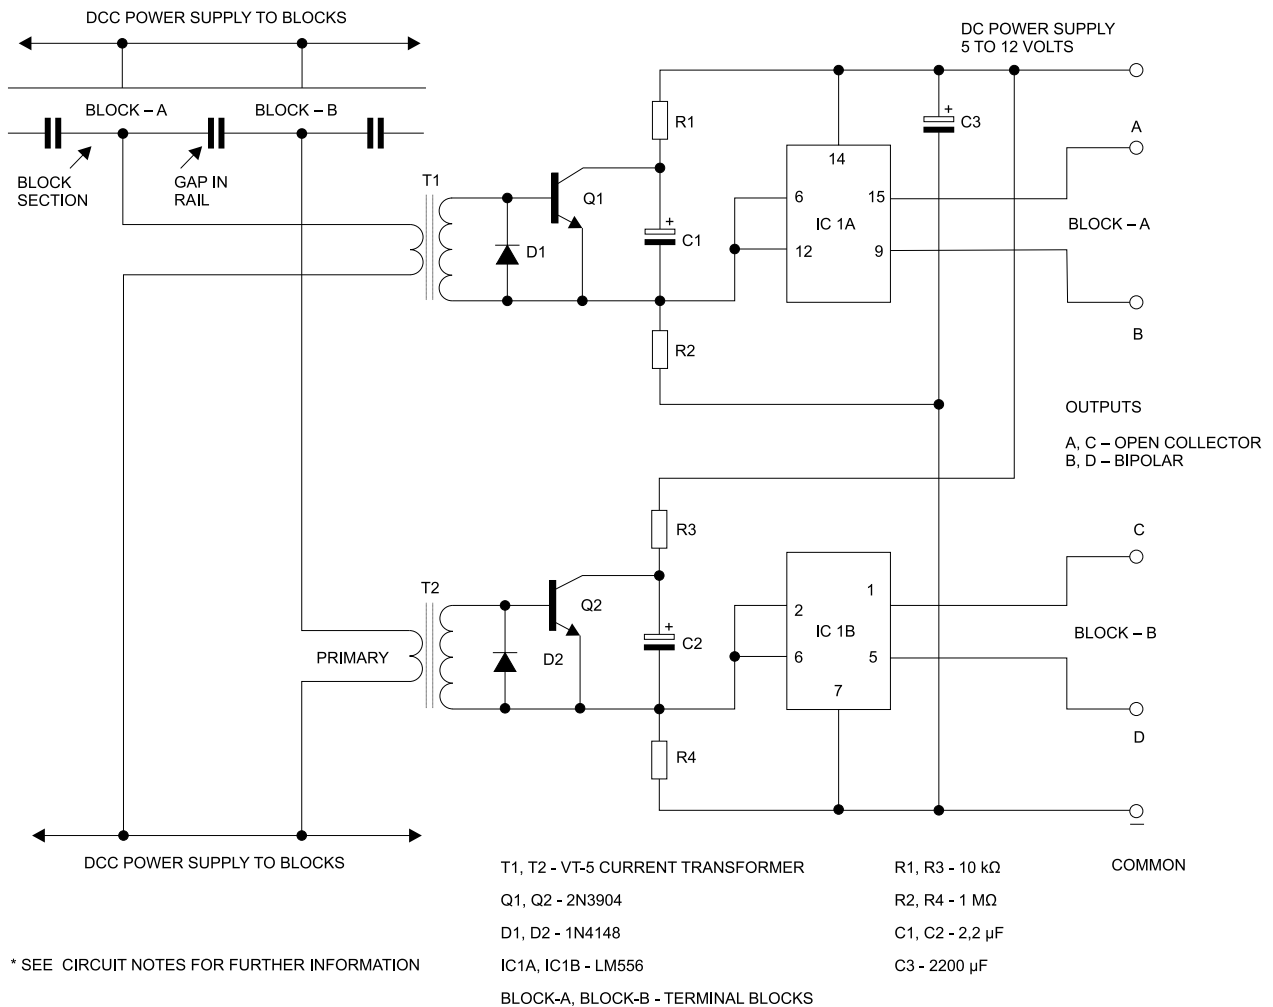 DCC POWER SUPPLY TO BLOCKS
DC POWER SUPPLY
5 TO 12 VOLTS
BLOCK – A
BLOCK – B
BLOCK
SECTION
GAP IN
RAIL
T1
Q1
D1
R1
+
C1
R2
+
C3
14
6
15
IC 1A
12
9
A
BLOCK – A
B
OUTPUTS
A, C – OPEN COLLECTOR
B, D – BIPOLAR
T2
PRIMARY
Q2
D2
R3
+
C2
R4
1
2
IC 1B
6
5
7
C
BLOCK – B
D
DCC POWER SUPPLY TO BLOCKS
COMMON
T1, T2 - VT-5 CURRENT TRANSFORMER
Q1, Q2 - 2N3904
D1, D2 - 1N4148
IC1A, IC1B - LM556
BLOCK-A, BLOCK-B - TERMINAL BLOCKS
R1, R3 - 10 kΩ
R2, R4 - 1 MΩ
C1, C2 - 2,2 µF
C3 - 2200 µF
* SEE CIRCUIT NOTES FOR FURTHER INFORMATION